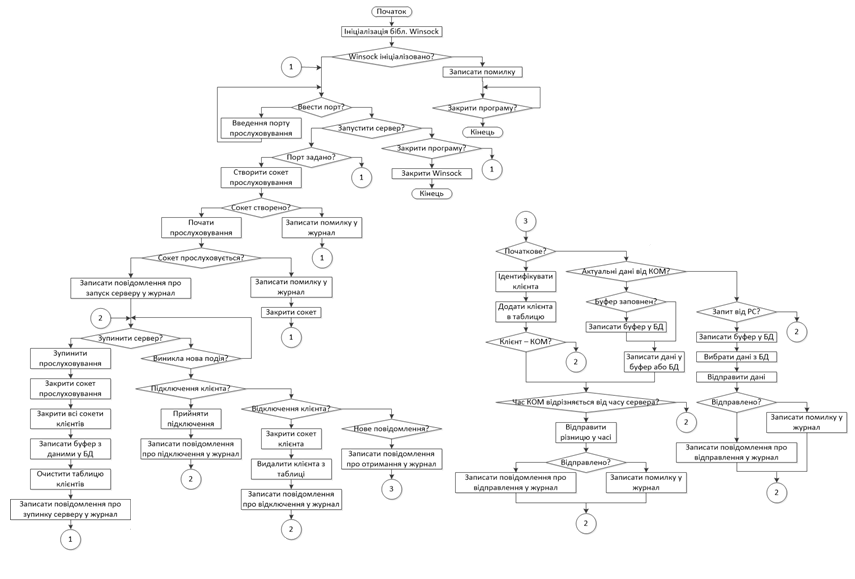 Початок
Ініціалізація бібл. Winsock
Winsock ініціалізовано?
1
Записати помилку
Закрити програму?
Кінець
Ввести порт?
Введення порту
прослуховування
Запустити сервер?
Закрити програму?
1
Закрити Winsock
Кінець
Порт задано?
1
Створити сокет
прослуховування
Сокет створено?
Почати
прослуховування
Записати помилку у
журнал
1
Сокет прослуховується?
Записати повідомлення про
запуск серверу у журнал
Записати помилку у
журнал
Закрити сокет
1
2
Зупинити сервер?
Зупинити
прослуховування
Закрити сокет
прослуховування
Закрити всі сокети
клієнтів
Записати буфер з
даними у БД
Очистити таблицю
клієнтів
Записати повідомлення про
зупинку серверу у журнал
1
Виникла нова подія?
Підключення клієнта?
Прийняти
підключення
Записати повідомлення
про підключення у журнал
2
Відключення клієнта?
Закрити сокет
клієнта
Видалити клієнта з
таблиці
Записати повідомлення
про відключення у журнал
2
Нове повідомлення?
Записати повідомлення
про отримання у журнал
3
3
Початкове?
Ідентифікувати
клієнта
Додати клієнта
в таблицю
Клієнт – КОМ?
2
Актуальні дані від КОМ?
Буфер заповнен?
Записати буфер у БД
Записати дані у
буфер або БД
Запит від РС?
2
Записати буфер у БД
Вибрати дані з БД
Відправити дані
Відправлено?
Записати помилку у
журнал
Записати повідомлення про
відправлення у журнал
2
Час КОМ відрізняється від часу сервера?
2
Відправити
різницю у часі
Відправлено?
Записати повідомлення про
відправлення у журнал
Записати помилку у
журнал
2